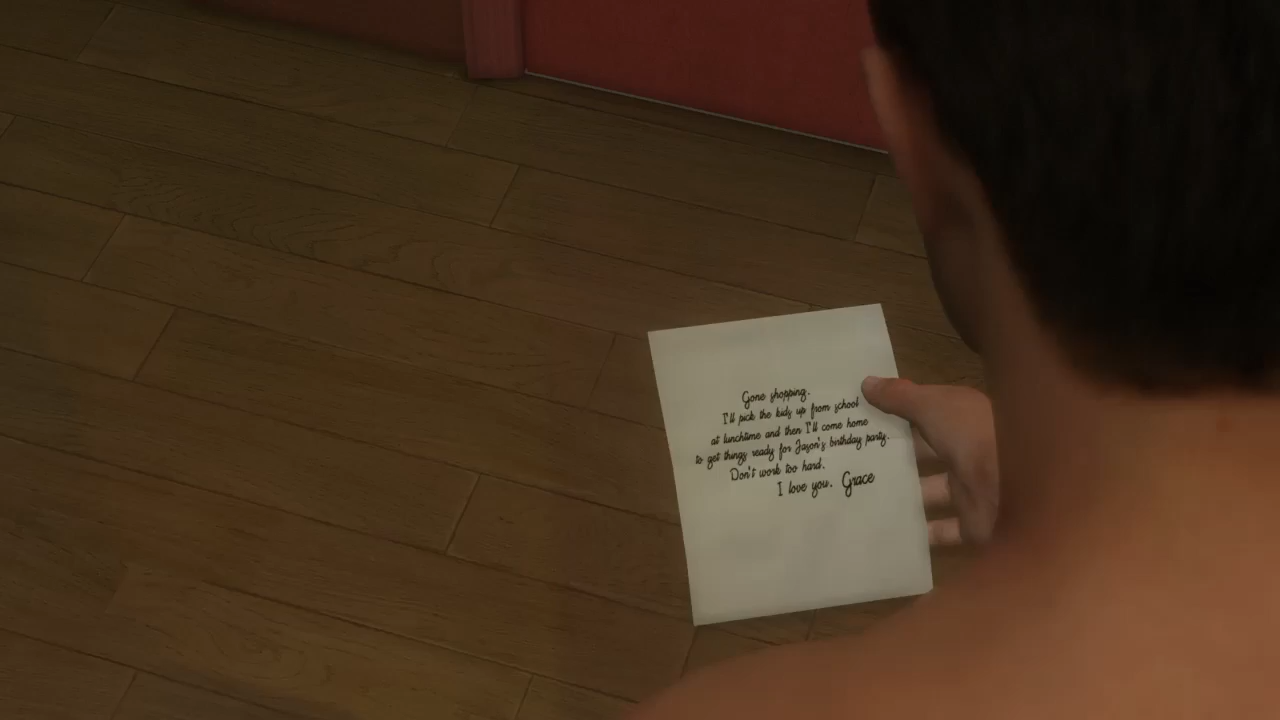 Gone shopping.
I'll pick the kids up from school
at lunchtime and then I'll come home
to get things ready for Jason's birthday party.
Don't work too hard.
I love you. Grace